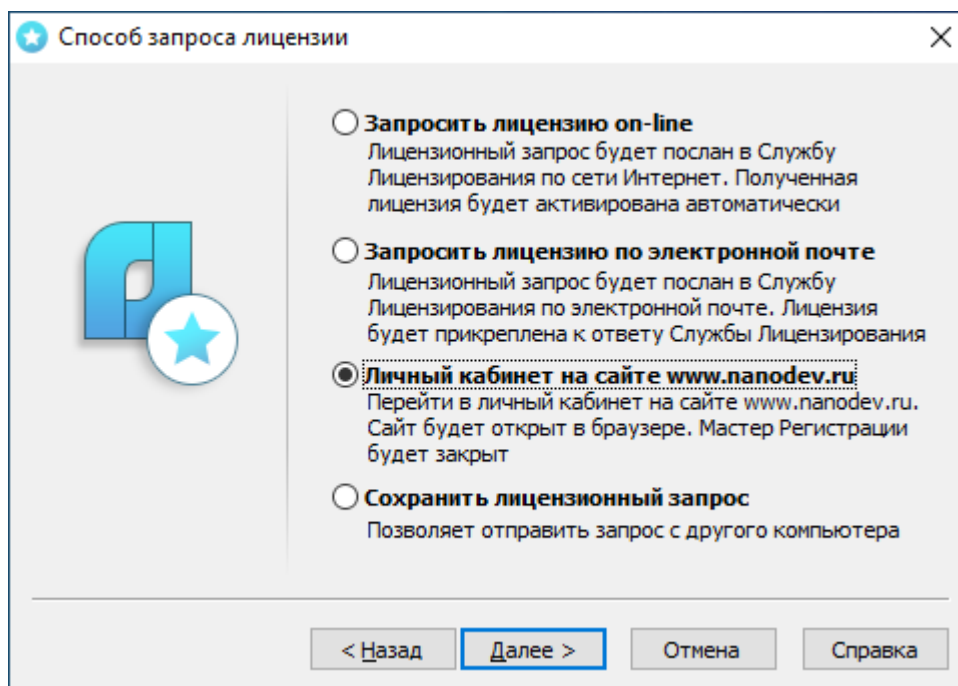 Способ запроса лицензии
Запросить лицензию on-line
Лицензионный запрос будет послан в Службу
Лицензирования по сети Интернет. Полученная
лицензия будет активирована автоматически
Запросить лицензию по электронной почте
Лицензионный запрос будет послан в Службу
Лицензирования по электронной почте. Лицензия
будет прикреплена к ответу Службы Лицензирования
Личный кабинет на сайте www.nanodev.ru
Перейти в личный кабинет на сайте www.nanodev.ru.
Сайт будет открыт в браузере. Мастер Регистрации
будет закрыт
Сохранить лицензионный запрос
Позволяет отправить запрос с другого компьютера
< Назад Далее > Отмена Справка